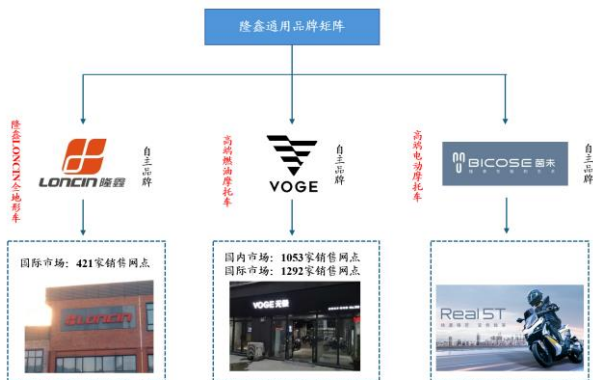 隆鑫通用品牌矩阵
隆鑫LONCIN全地形车
LONCIN 隆鑫
自主品牌
高端燃油摩托车
VOGE
自主品牌
高端电动摩托车
BICOSE 茵未
自主品牌
国际市场：421家销售网点
LONCIN
国内市场：1053家销售网点
国际市场：1292家销售网点
VOGE 无极
Real 5T